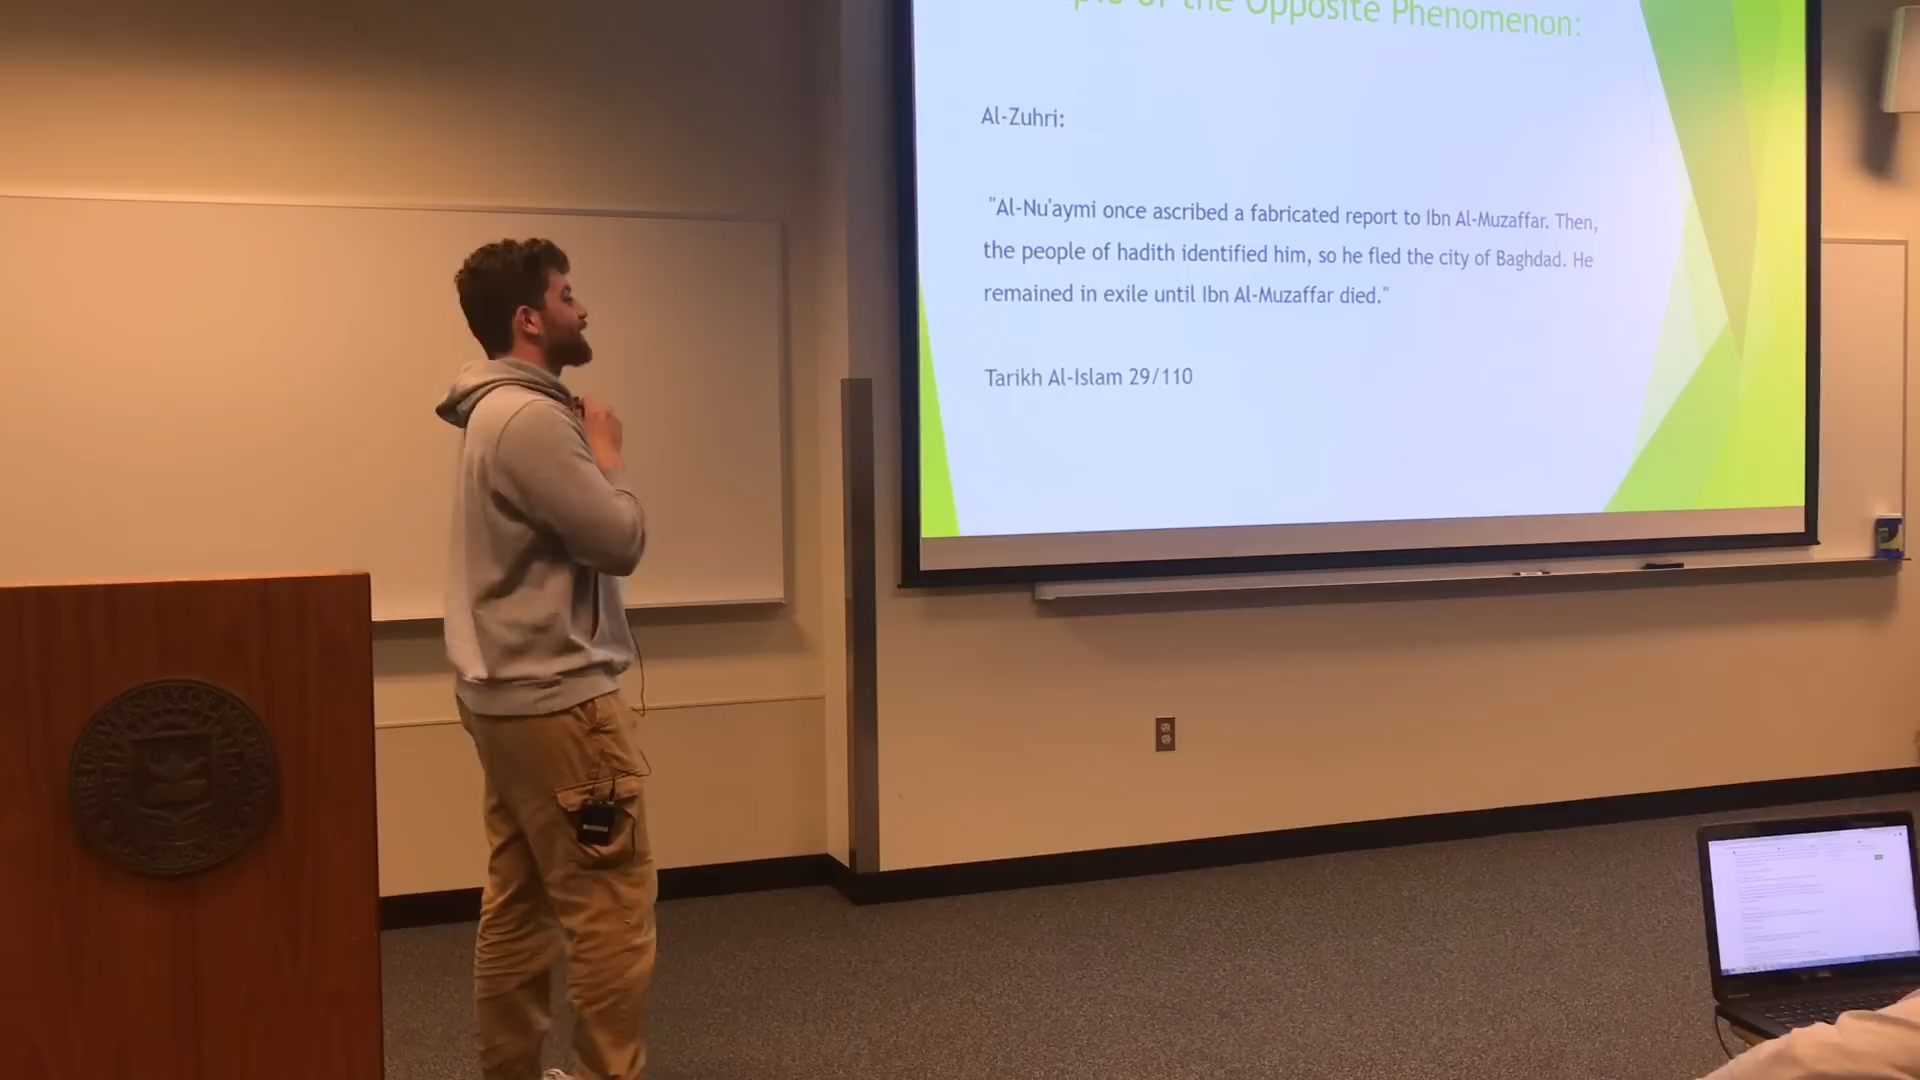 of the Opposite Phenomenon:
Al-Zuhri:
"Al-Nu'aymi once ascribed a fabricated report to Ibn Al-Muzaffar. Then,
the people of hadith identified him, so he fled the city of Baghdad. He
remained in exile until Ibn Al-Muzaffar died."
Tarikh Al-Islam 29/110